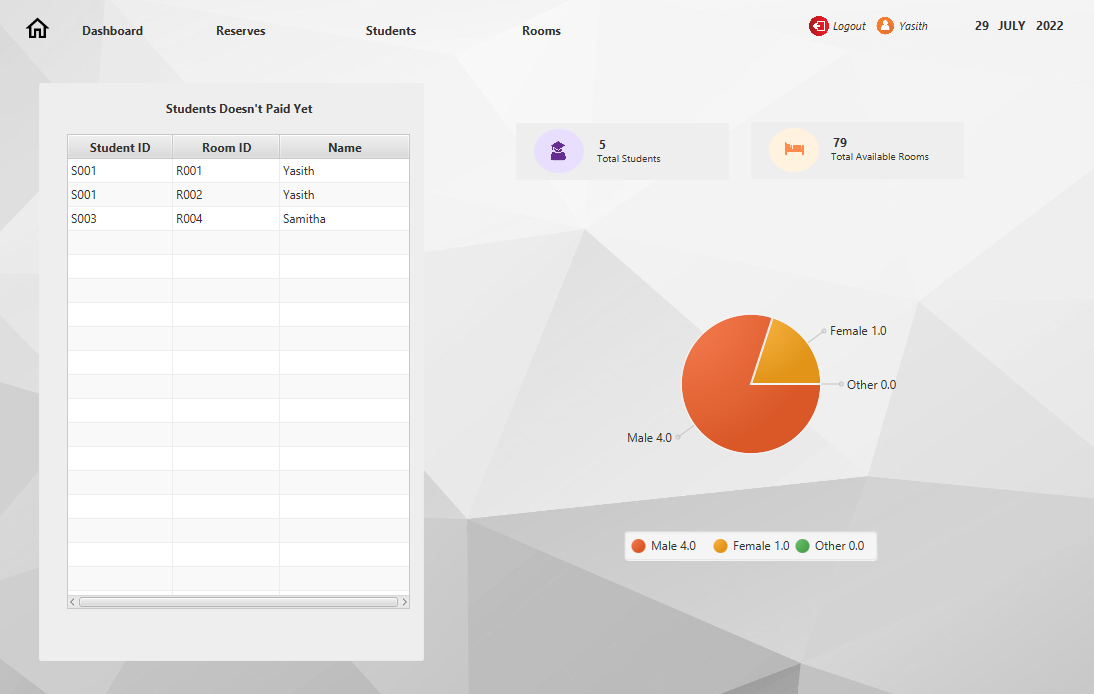 Dashboard Reserves Students Rooms Logout Yasith 29 JULY 2022
Students Doesn't Paid Yet
Student ID Room ID Name
S001 R001 Yasith
S001 R002 Yasith
S003 R004 Samitha
5
Total Students
79
Total Available Rooms
Female 1.0
Other 0.0
Male 4.0
Male 4.0 Female 1.0 Other 0.0